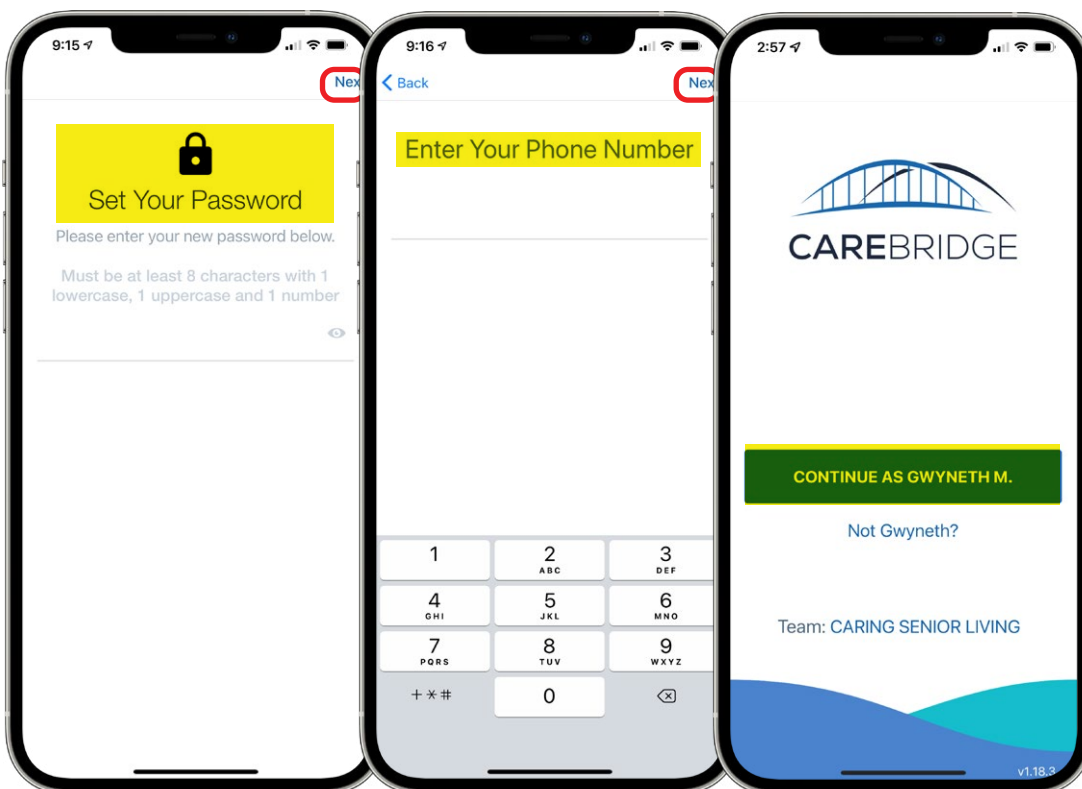 9:15
Nex
Set Your Password
Please enter your new password below.
Must be at least 8 characters with 1
lowercase, 1 uppercase and 1 number
9:16
Back
Nex
Enter Your Phone Number
1
2
ABC
3
DEF
4
GHI
5
JKL
6
MNO
7
PQRS
8
TUV
9
WXYZ
+*#
0
2:57
CAREBRIDGE
CONTINUE AS GWYNETH M.
Not Gwyneth?
Team: CARING SENIOR LIVING
v1.18.3